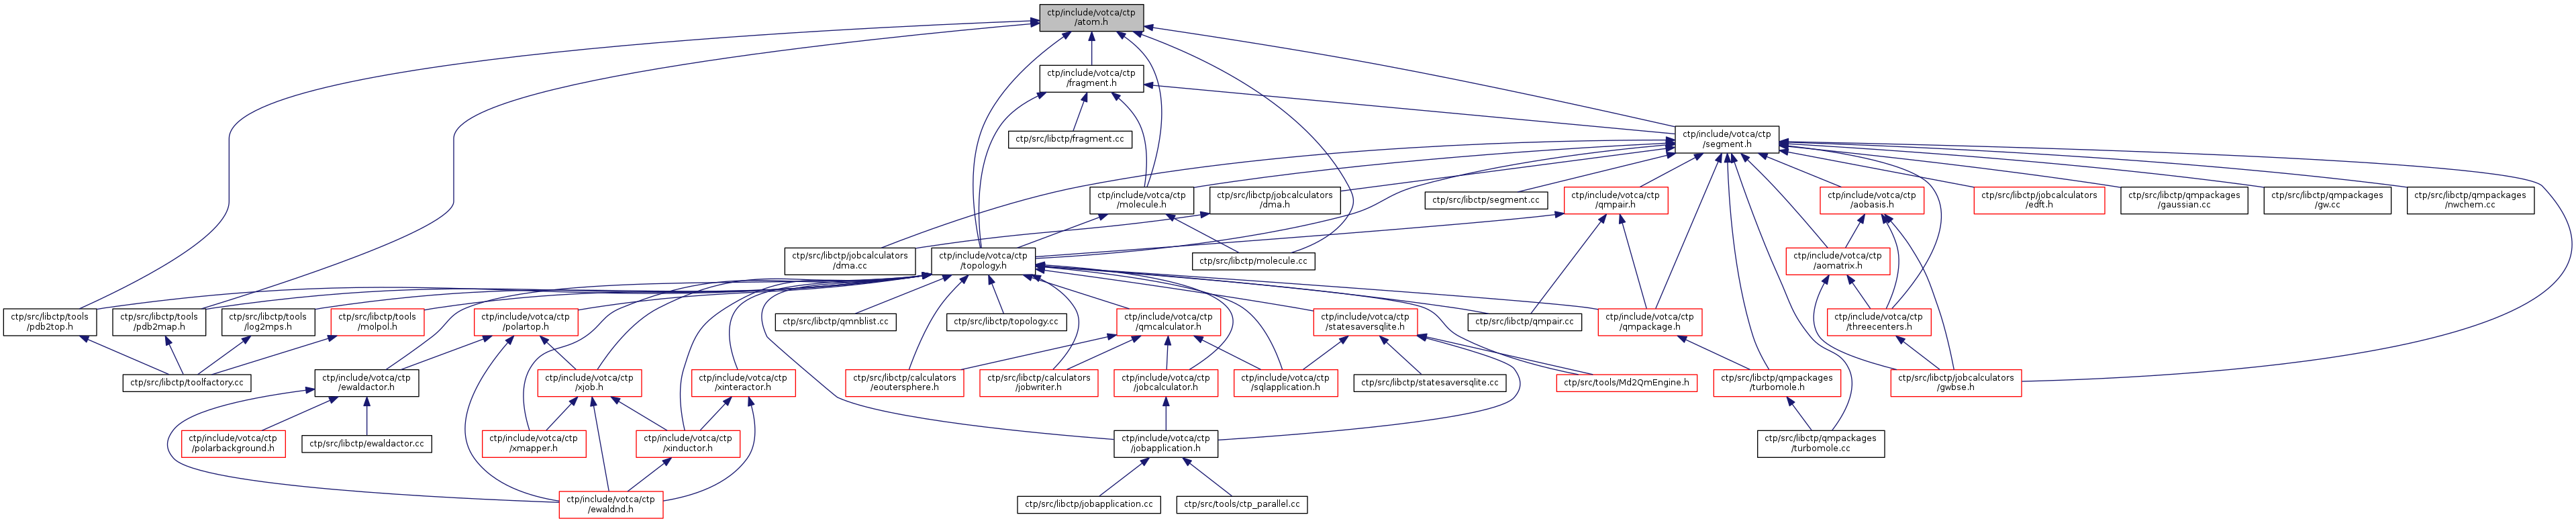 ctp/include/votca/ctp
/atom.h
ctp/include/votca/ctp
/fragment.h
ctp/src/libctp/fragment.cc
ctp/include/votca/ctp
/segment.h
ctp/include/votca/ctp
/molecule.h
ctp/src/libctp/jobcalculators
/dma.h
ctp/src/libctp/segment.cc
ctp/include/votca/ctp
/qmpair.h
ctp/include/votca/ctp
/aobasis.h
ctp/src/libctp/jobcalculators
/edft.h
ctp/src/libctp/qmpackages
/gaussian.cc
ctp/src/libctp/qmpackages
/gw.cc
ctp/src/libctp/qmpackages
/nwchem.cc
ctp/src/libctp/jobcalculators
/dma.cc
ctp/include/votca/ctp
/topology.h
ctp/src/libctp/molecule.cc
ctp/include/votca/ctp
/aomatrix.h
ctp/src/libctp/tools
/pdb2top.h
ctp/src/libctp/tools
/pdb2map.h
ctp/src/libctp/tools
/log2mps.h
ctp/src/libctp/tools
/molpol.h
ctp/include/votca/ctp
/polartop.h
ctp/src/libctp/qmnblist.cc
ctp/src/libctp/topology.cc
ctp/include/votca/ctp
/qmcalculator.h
ctp/include/votca/ctp
/statesaversqlite.h
ctp/src/libctp/qmpair.cc
ctp/include/votca/ctp
/qmpackage.h
ctp/include/votca/ctp
/threecenters.h
ctp/src/libctp/toolfactory.cc
ctp/include/votca/ctp
/ewaldactor.h
ctp/include/votca/ctp
/xjob.h
ctp/include/votca/ctp
/xinteractor.h
ctp/src/libctp/calculators
/eoutersphere.h
ctp/src/libctp/calculators
/jobwriter.h
ctp/include/votca/ctp
/jobcalculator.h
ctp/include/votca/ctp
/sqlapplication.h
ctp/src/libctp/statesaversqlite.cc
ctp/src/tools/Md2QmEngine.h
ctp/src/libctp/qmpackages
/turbomole.h
ctp/src/libctp/jobcalculators
/gwbse.h
ctp/include/votca/ctp
/polarbackground.h
ctp/src/libctp/ewaldactor.cc
ctp/include/votca/ctp
/xmapper.h
ctp/include/votca/ctp
/xinductor.h
ctp/include/votca/ctp
/jobapplication.h
ctp/src/libctp/qmpackages
/turbomole.cc
ctp/include/votca/ctp
/ewaldnd.h
ctp/src/libctp/jobapplication.cc
ctp/src/tools/ctp_parallel.cc